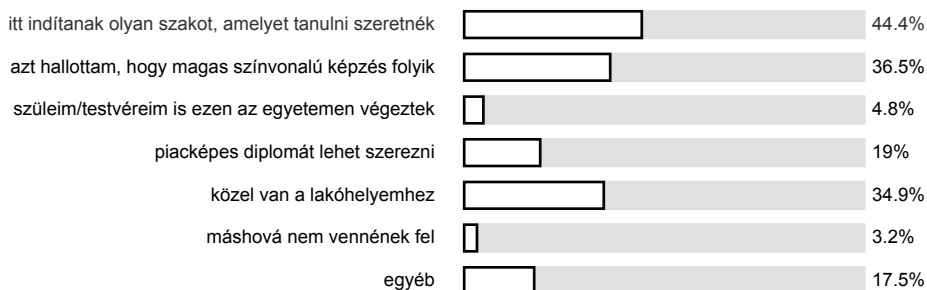 itt indítanak olyan szakot, amelyet tanulni szeretnék 44.4%
azt hallottam, hogy magas színvonalú képzés folyik 36.5%
szüleim/testvéreim is ezen az egyetemen végeztek 4.8%
piacképes diplomát lehet szerezni 19%
közel van a lakóhelyemhez 34.9%
máshová nem vennének fel 3.2%
egyéb 17.5%